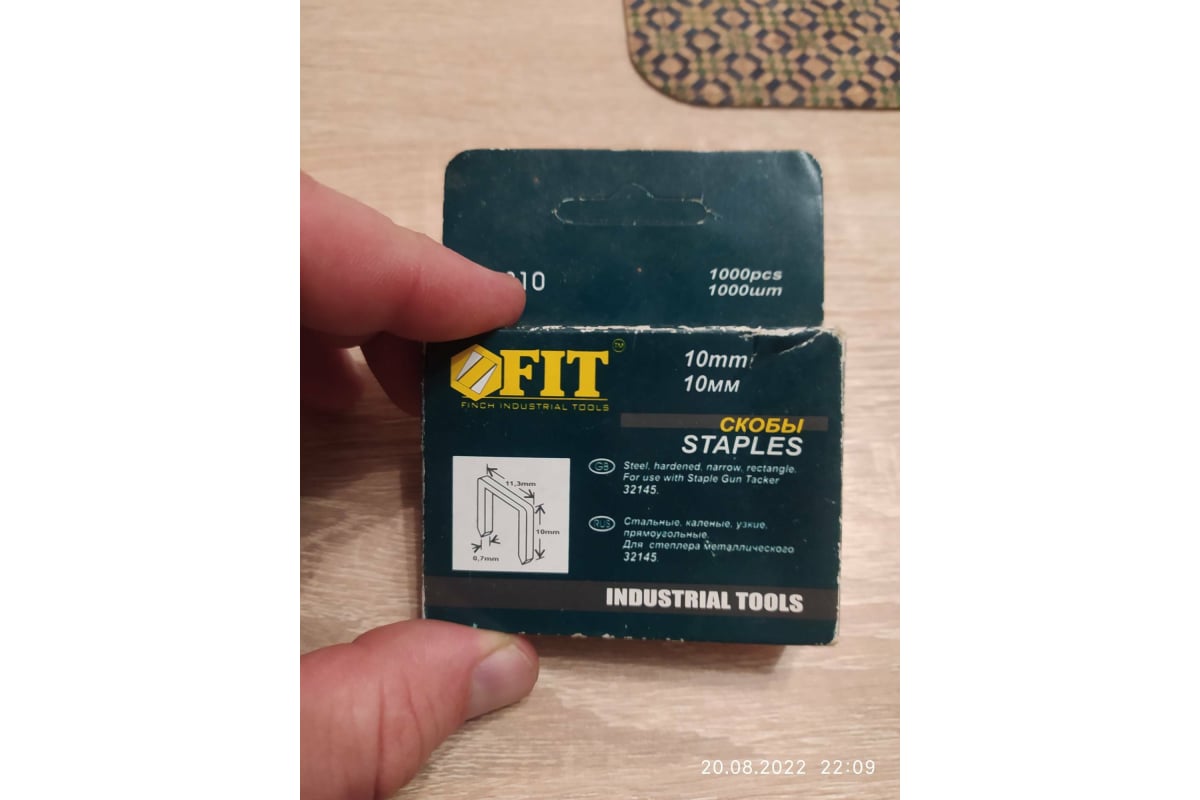 1000pcs
1000шт
FIT
TM
FINCH INDUSTRIAL TOOLS
10mm
10мм
СКОБЫ
STAPLES
GB
Steel, hardened, narrow, rectangle.
For use with Staple Gun Tacker
32145.
RUS
Стальные, каленые, узкие,
прямоугольные.
Для степлера металлического
32145.
11,3mm
10mm
0,7mm
INDUSTRIAL TOOLS
20.08.2022 22:09